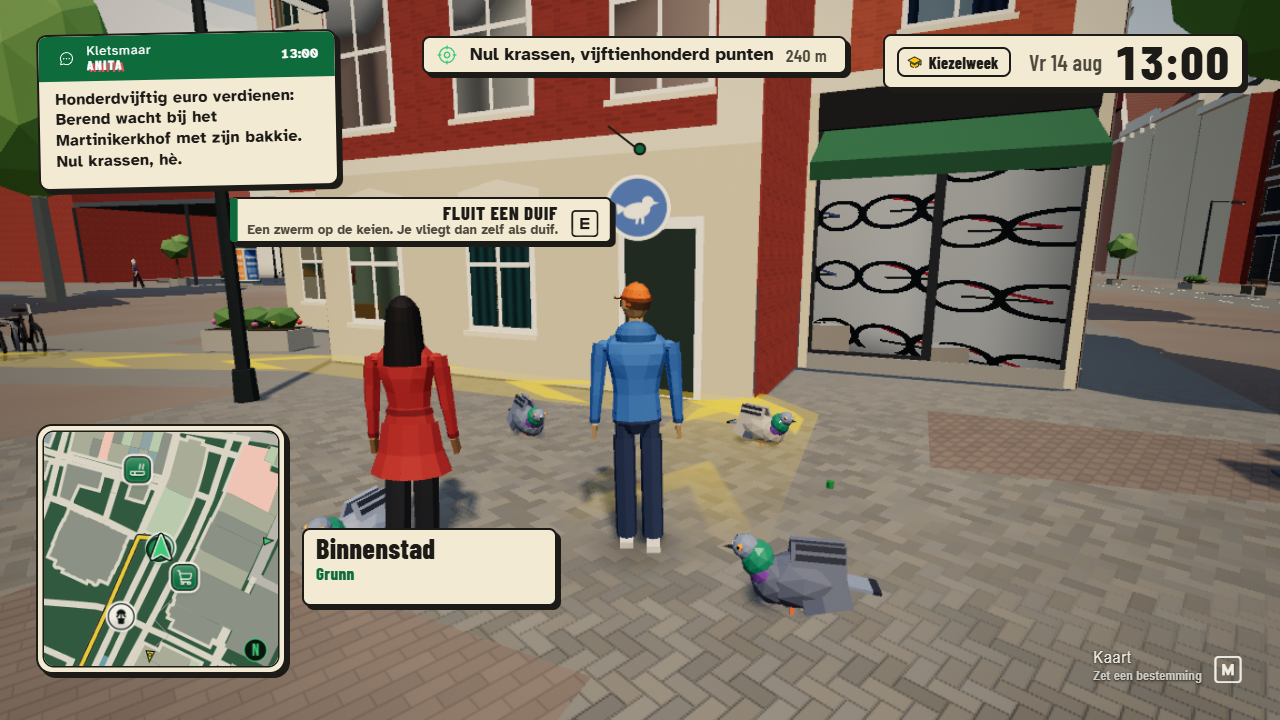 Kletsmaar
ANITA
13:00
Honderdvijftig euro verdienen:
Berend wacht bij het
Martinikerkhof met zijn bakkie.
Nul krassen, hè.
Nul krassen, vijftienhonderd punten 240 m
Kiezelweek Vr 14 aug 13:00
FLUIT EEN DUIF
Een zwerm op de keien. Je vliegt dan zelf als duif.
E
Binnenstad
Grunn
N
Kaart
Zet een bestemming
M